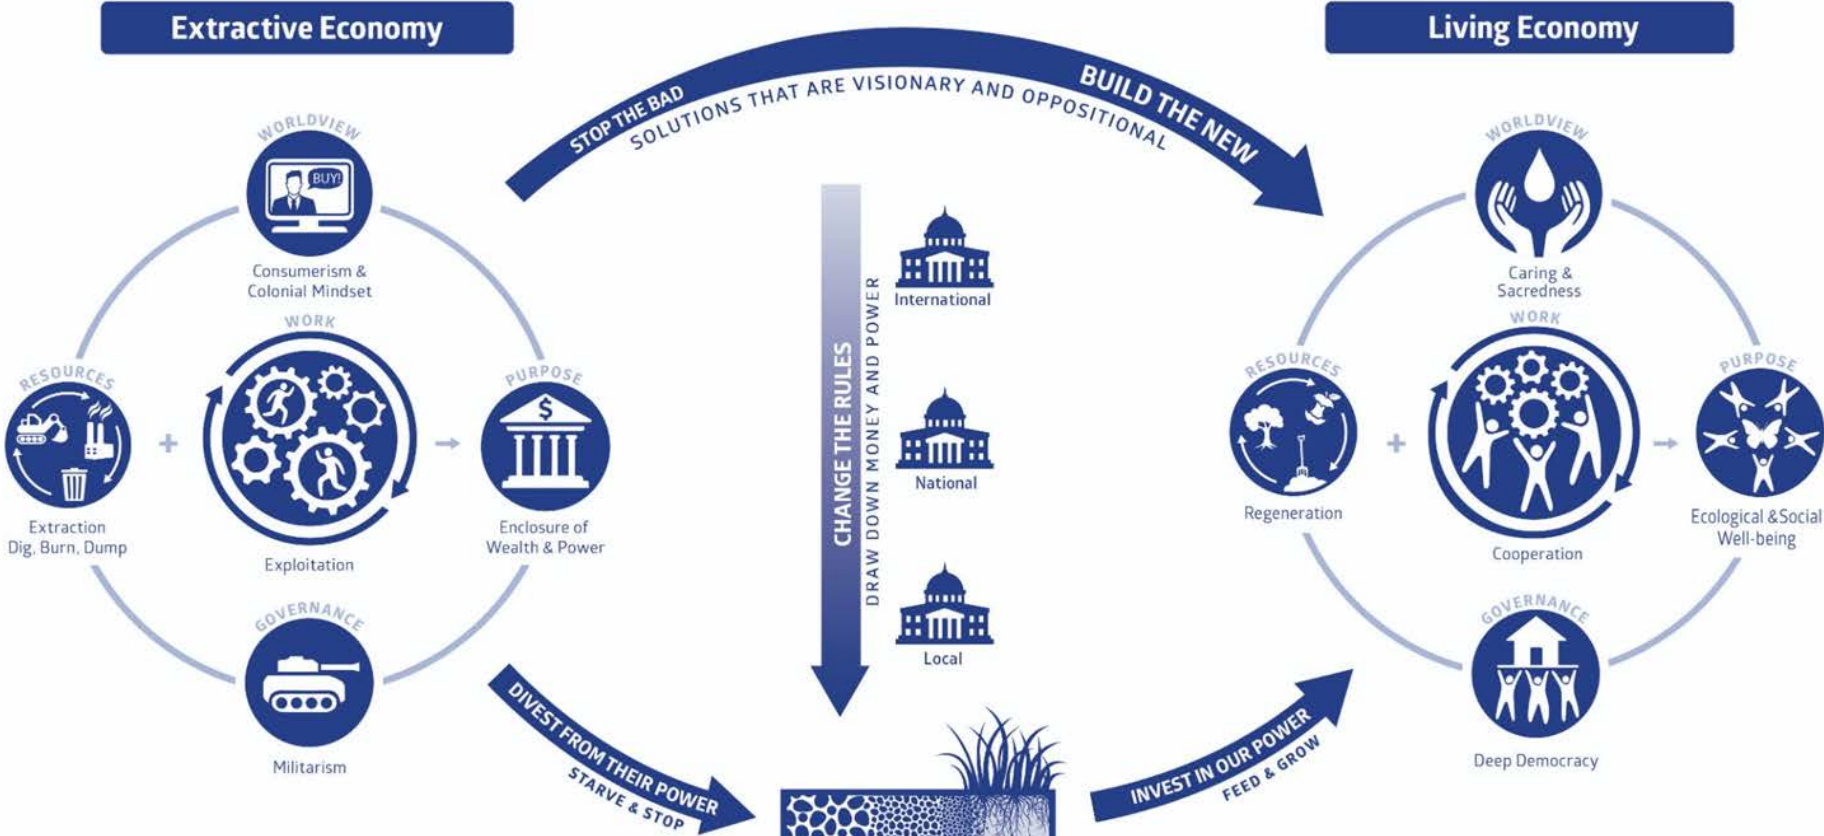 Extractive Economy
Living Economy
STOP THE BAD
BUILD THE NEW
SOLUTIONS THAT ARE VISIONARY AND OPPOSITIONAL
WORLDVIEW
BUY!
Consumerism &
Colonial Mindset
WORK
RESOURCES
+
PURPOSE
$
Extraction
Dig, Burn, Dump
Exploitation
Enclosure of
Wealth & Power
GOVERNANCE
Militarism
CHANGE THE RULES
DRAW DOWN MONEY AND POWER
International
National
Local
DIVEST FROM THEIR POWER
STARVE & STOP
INVEST IN OUR POWER
FEED & GROW
WORLDVIEW
Caring &
Sacredness
WORK
RESOURCES
+
PURPOSE
Regeneration
Cooperation
Ecological & Social
Well-being
GOVERNANCE
Deep Democracy